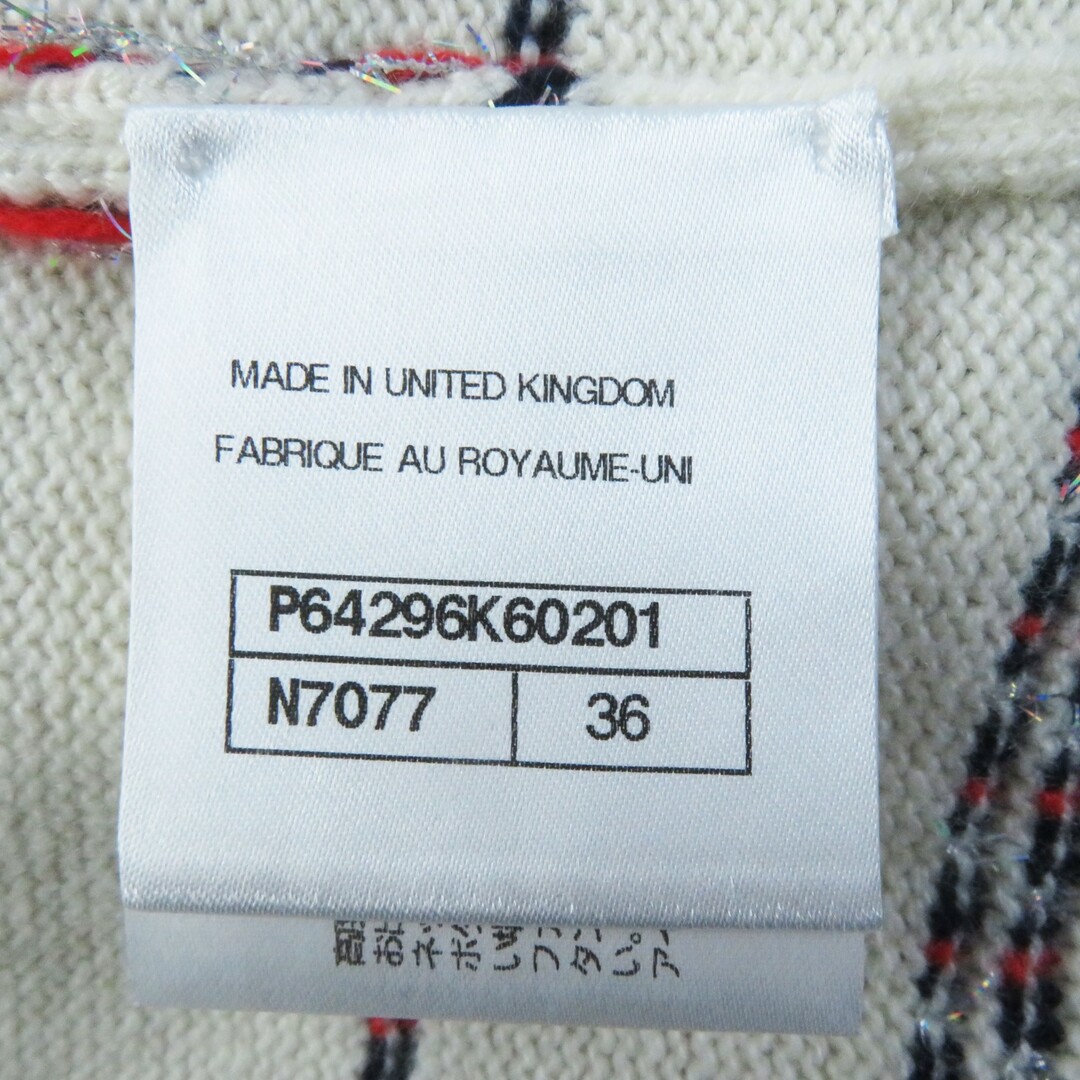 MADE IN UNITED KINGDOM
FABRIQUE AU ROYAUME-UNI
P64296K60201
N7077 36